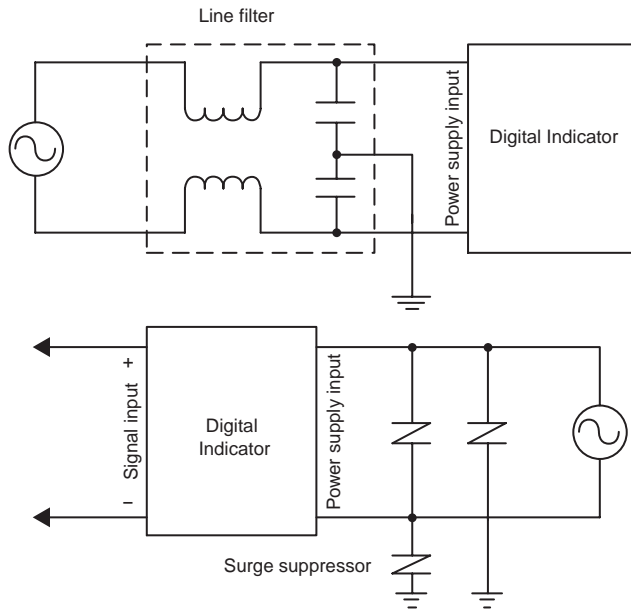 Line filter
Power supply input
Digital Indicator
+
Signal input
–
Digital
Indicator
Power supply input
Surge suppressor